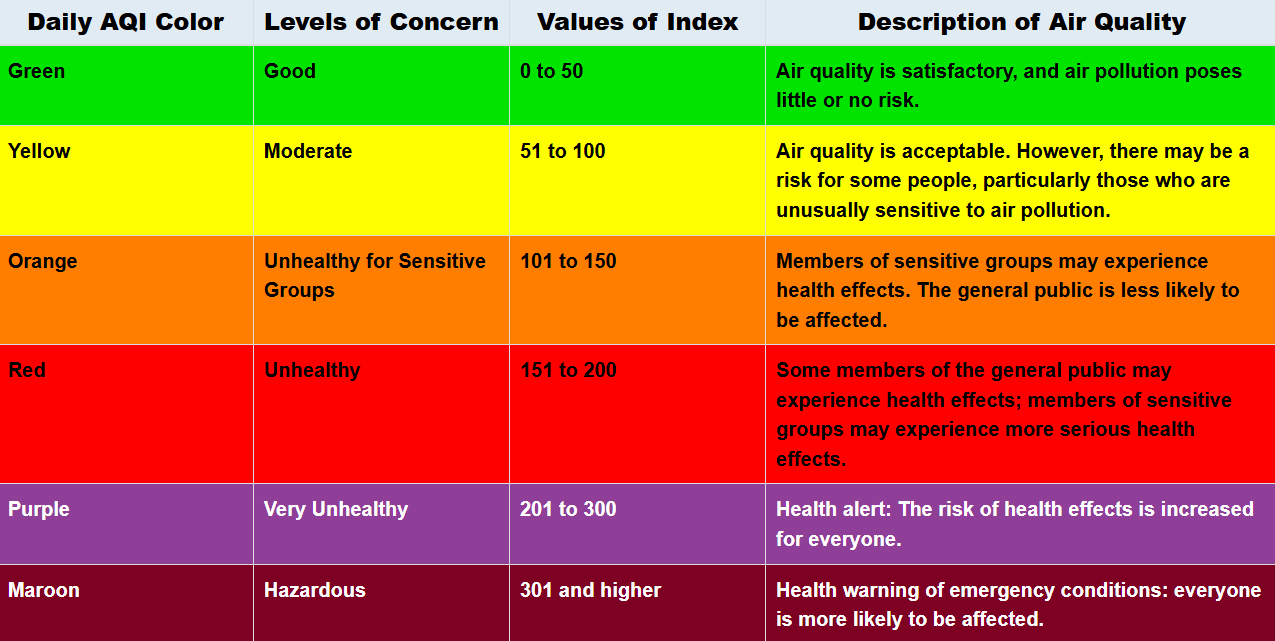 Daily AQI Color Levels of Concern Values of Index Description of Air Quality
Green Good 0 to 50 Air quality is satisfactory, and air pollution poses
little or no risk.
Yellow Moderate 51 to 100 Air quality is acceptable. However, there may be a
risk for some people, particularly those who are
unusually sensitive to air pollution.
Orange Unhealthy for Sensitive 101 to 150 Members of sensitive groups may experience
Groups health effects. The general public is less likely to
be affected.
Red Unhealthy 151 to 200 Some members of the general public may
experience health effects; members of sensitive
groups may experience more serious health
effects.
Purple Very Unhealthy 201 to 300 Health alert: The risk of health effects is increased
for everyone.
Maroon Hazardous 301 and higher Health warning of emergency conditions: everyone
is more likely to be affected.